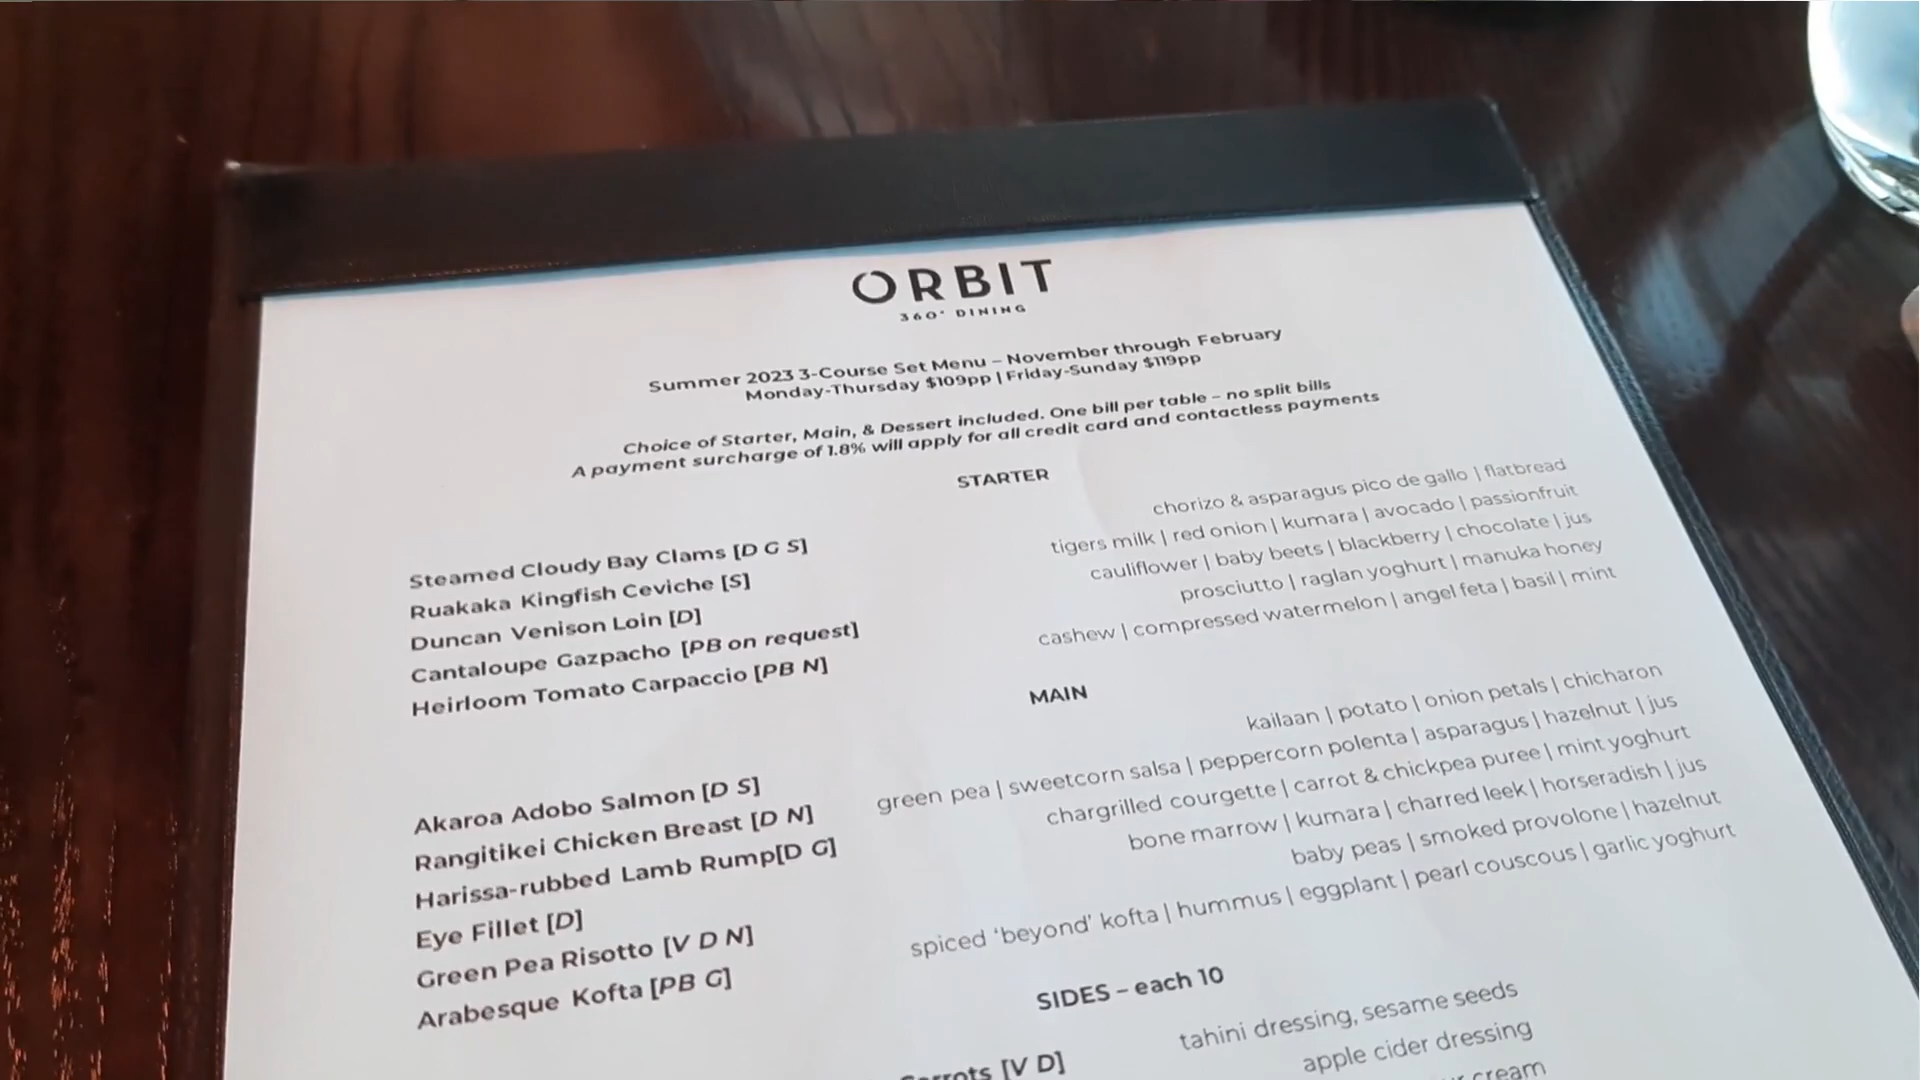 ORBIT
360° DINING
Summer 2023 3-Course Set Menu – November through February
Monday-Thursday $109pp | Friday-Sunday $119pp
Choice of Starter, Main, & Dessert included. One bill per table – no split bills
A payment surcharge of 1.8% will apply for all credit card and contactless payments
STARTER
Steamed Cloudy Bay Clams [D G S] chorizo & asparagus pico de gallo | flatbread
Ruakaka Kingfish Ceviche [S] tigers milk | red onion | kumara | avocado | passionfruit
Duncan Venison Loin [D] cauliflower | baby beets | blackberry | chocolate | jus
Cantaloupe Gazpacho [PB on request] prosciutto | raglan yoghurt | manuka honey
Heirloom Tomato Carpaccio [PB N] cashew | compressed watermelon | angel feta | basil | mint
MAIN
Akaroa Adobo Salmon [D S] kailaan | potato | onion petals | chicharon
Rangitikei Chicken Breast [D N] green pea | sweetcorn salsa | peppercorn polenta | asparagus | hazelnut | jus
Harissa-rubbed Lamb Rump[D G] chargrilled courgette | carrot & chickpea puree | mint yoghurt
Eye Fillet [D] bone marrow | kumara | charred leek | horseradish | jus
Green Pea Risotto [V D N] baby peas | smoked provolone | hazelnut
Arabesque Kofta [PB G] spiced ‘beyond’ kofta | hummus | eggplant | pearl couscous | garlic yoghurt
SIDES – each 10
tahini dressing, sesame seeds
[V D] apple cider dressing
cream